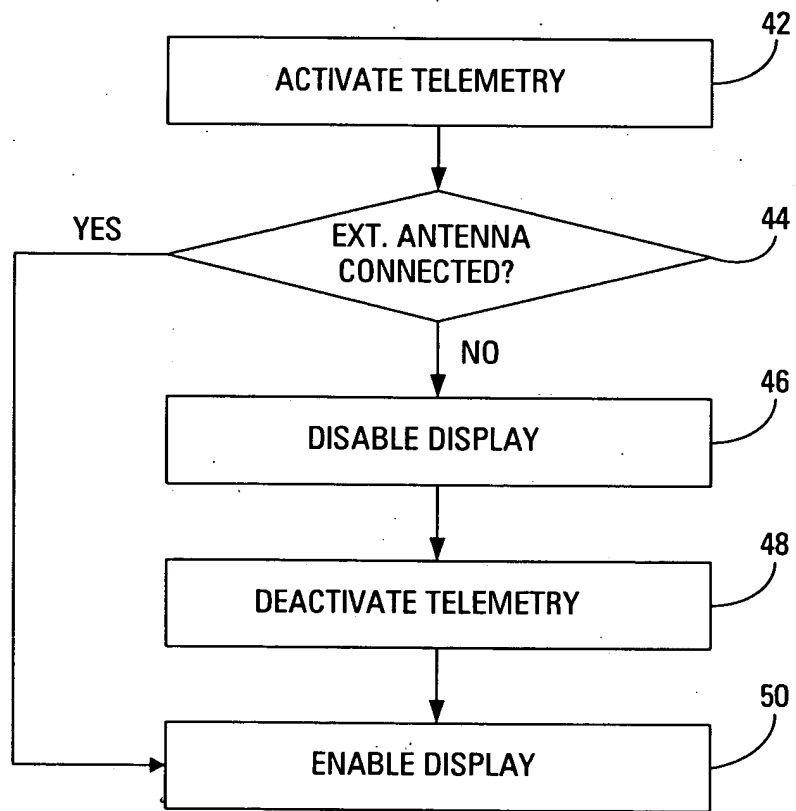 42
ACTIVATE TELEMETRY
YES
EXT. ANTENNA
CONNECTED?
44
NO
46
DISABLE DISPLAY
48
DEACTIVATE TELEMETRY
50
ENABLE DISPLAY